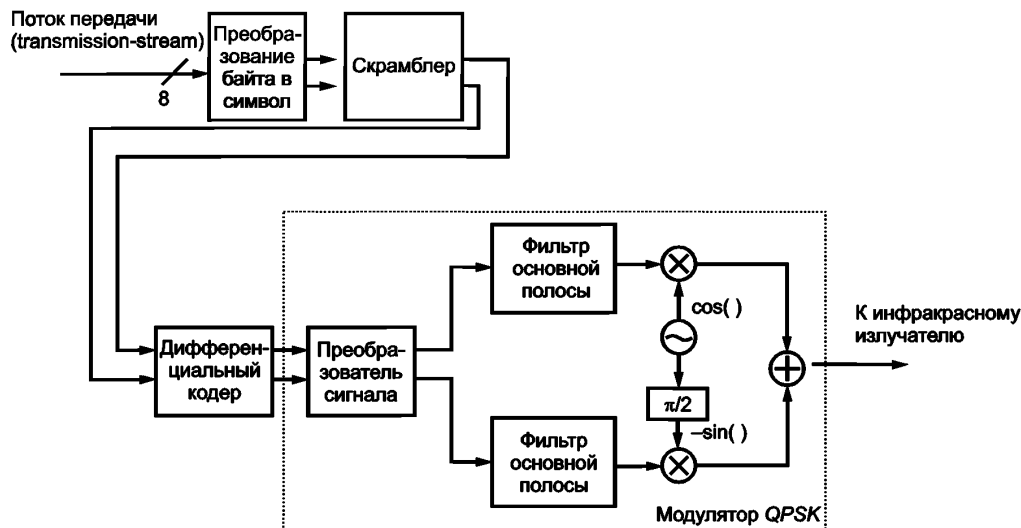 Поток передачи
(transmission-stream)
8
Преобра-
зование
байта в
символ
Скрамблер
Фильтр
основной
полосы
cos( )
К инфракрасному
излучателю
Дифферен-
циальный
кодер
Преобра-
зователь
сигнала
π/2
–sin( )
Фильтр
основной
полосы
Модулятор QPSK